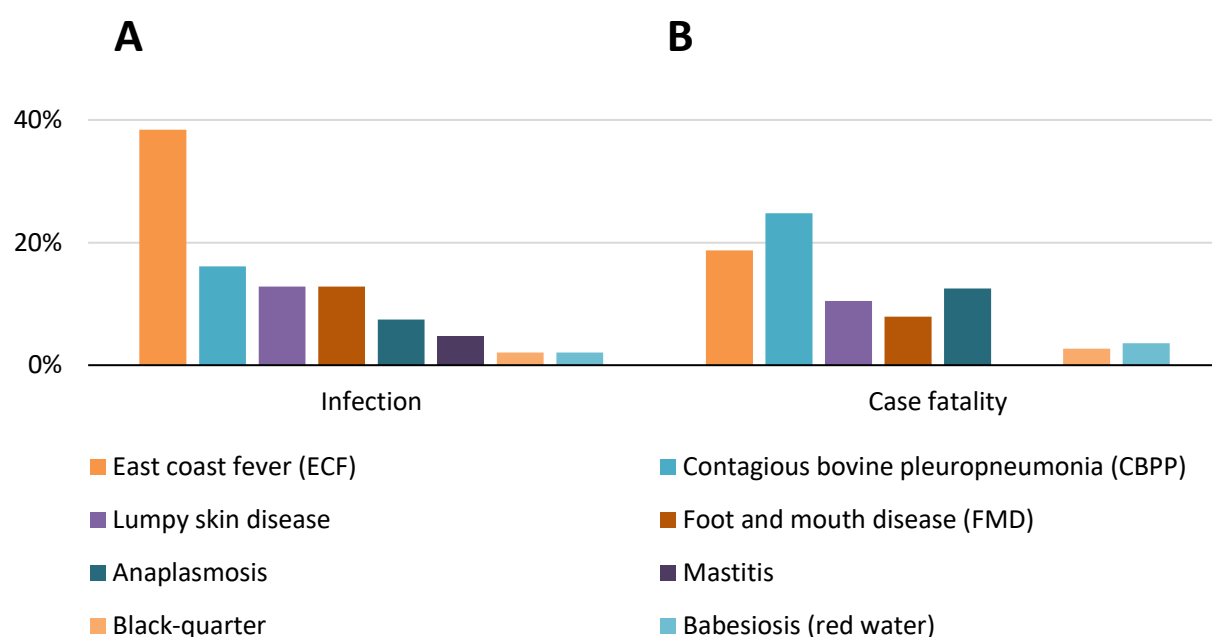 A B
40%
20%
0%
Infection Case fatality
East coast fever (ECF) Contagious bovine pleuropneumonia (CBPP)
Lumpy skin disease Foot and mouth disease (FMD)
Anaplasmosis Mastitis
Black-quarter Babesiosis (red water)